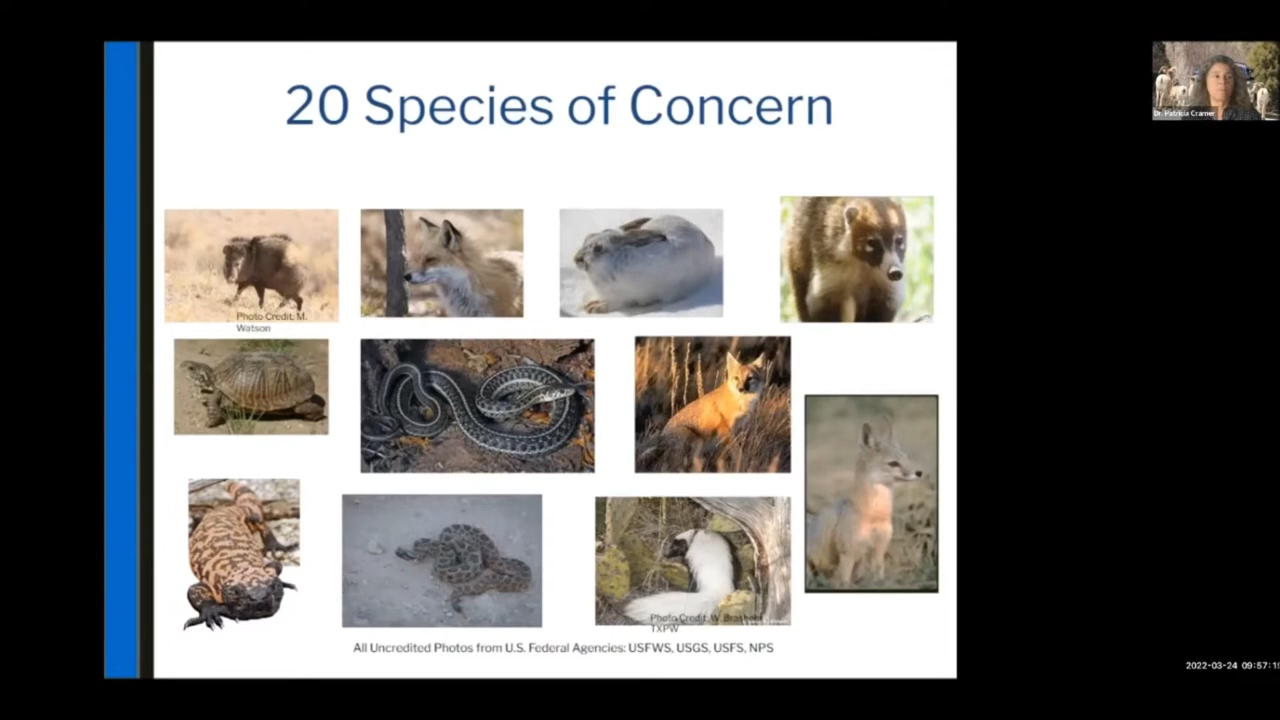 20 Species of Concern
Dr. Patricia Cramer
Photo Credit: M.
Watson
Photo Credit: W.
TXPW
All Uncredited Photos from U.S. Federal Agencies: USFWS, USGS, USFS, NPS
2022-03-24 09:57:19